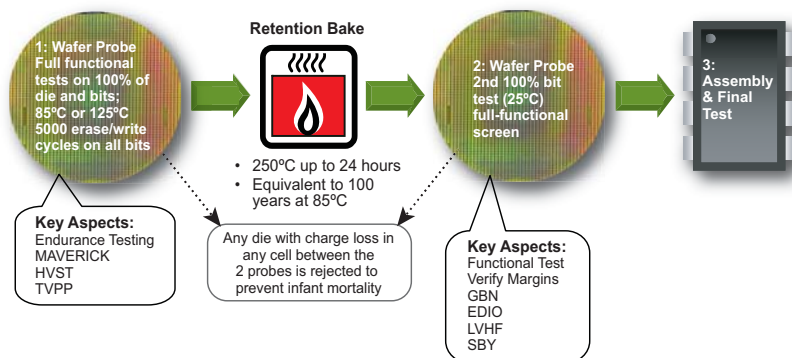 1: Wafer Probe
Full functional
tests on 100% of
die and bits;
85ºC or 125ºC
5000 erase/write
cycles on all bits
Key Aspects:
Endurance Testing
MAVERICK
HVST
TVPP
Retention Bake
• 250ºC up to 24 hours
• Equivalent to 100
years at 85ºC
Any die with charge loss in
any cell between the
2 probes is rejected to
prevent infant mortality
2: Wafer Probe
2nd 100% bit
test (25ºC)
full-functional
screen
Key Aspects:
Functional Test
Verify Margins
GBN
EDIO
LVHF
SBY
3:
Assembly
& Final
Test